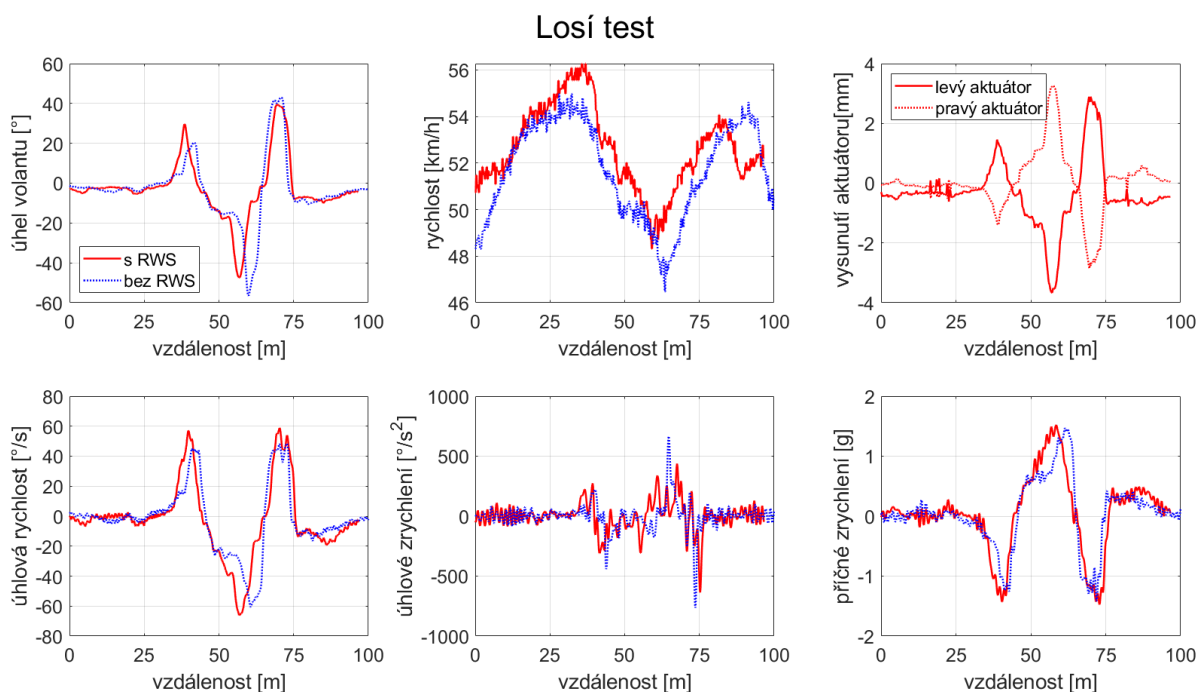 Losí test
úhel volantu [°]
60
40
20
0
-20
-40
-60
s RWS
bez RWS
0 25 50 75 100
vzdálenost [m]
rychlost [km/h]
56
54
52
50
48
46
0 25 50 75 100
vzdálenost [m]
vysunutí aktuátoru[mm]
4
2
0
-2
-4
levý aktuátor
pravý aktuátor
0 25 50 75 100
vzdálenost [m]
úhlová rychlost [°/s]
80
60
40
20
0
-20
-40
-60
-80
0 25 50 75 100
vzdálenost [m]
úhlové zrychlení [°/s²]
1000
500
0
-500
-1000
0 25 50 75 100
vzdálenost [m]
příčné zrychlení [g]
2
1
0
-1
-2
0 25 50 75 100
vzdálenost [m]